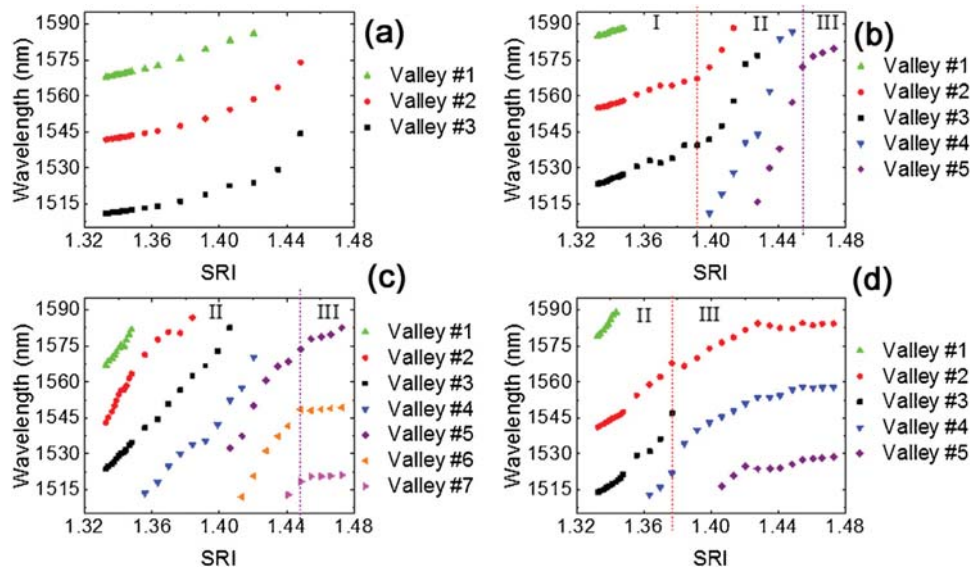 (a)
Wavelength (nm)
1590
1575
1560
1545
1530
1515
1.32 1.36 1.40 1.44 1.48
SRI
Valley #1
Valley #2
Valley #3
(b)
I II III
Wavelength (nm)
1590
1575
1560
1545
1530
1515
1.32 1.36 1.40 1.44 1.48
SRI
Valley #1
Valley #2
Valley #3
Valley #4
Valley #5
(c)
II III
Wavelength (nm)
1590
1575
1560
1545
1530
1515
1.32 1.36 1.40 1.44 1.48
SRI
Valley #1
Valley #2
Valley #3
Valley #4
Valley #5
Valley #6
Valley #7
(d)
II III
Wavelength (nm)
1590
1575
1560
1545
1530
1515
1.32 1.36 1.40 1.44 1.48
SRI
Valley #1
Valley #2
Valley #3
Valley #4
Valley #5